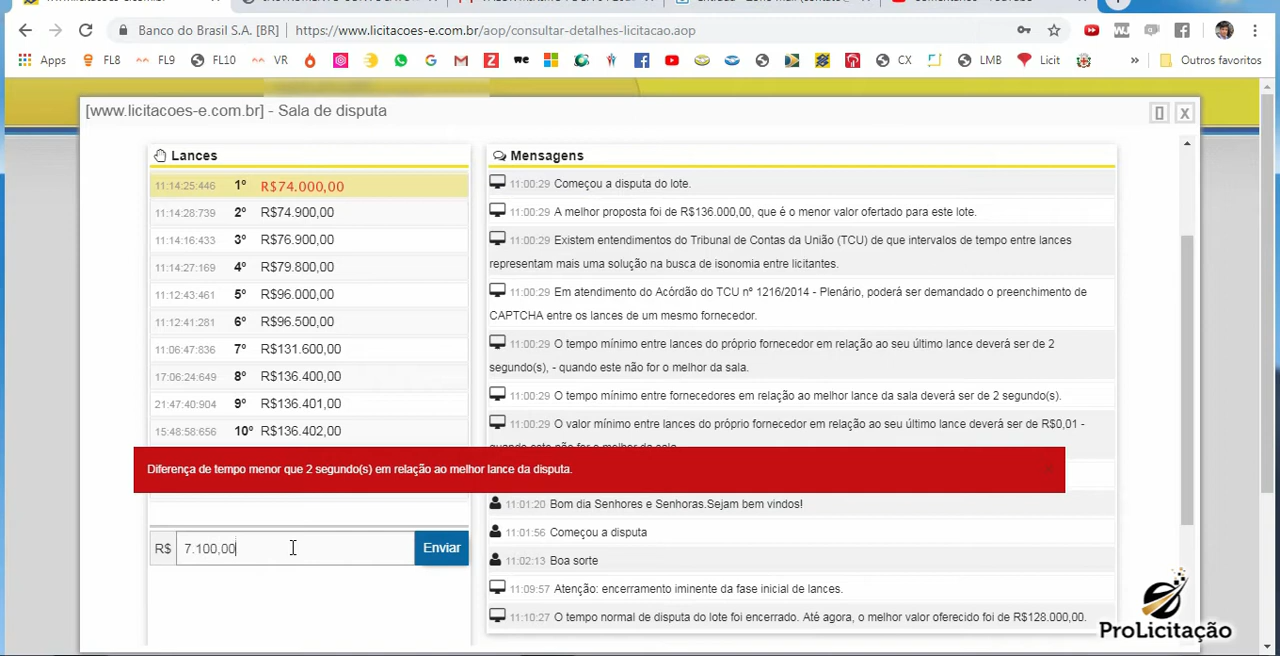 Banco do Brasil S.A. [BR] https://www.licitacoes-e.com.br/aop/consultar-detalhes-licitacao.aop
Apps FL8 FL9 FL10 VR CX LMB Licit » Outros favoritos
[www.licitacoes-e.com.br] - Sala de disputa X
Lances
11:14:25:446 1º R$74.000,00
11:14:28:739 2º R$74.900,00
11:14:16:433 3º R$76.900,00
11:14:27:169 4º R$79.800,00
11:12:43:461 5º R$96.000,00
11:12:41:281 6º R$96.500,00
11:06:47:836 7º R$131.600,00
17:06:24:649 8º R$136.400,00
21:47:40:904 9º R$136.401,00
15:48:58:656 10º R$136.402,00
Mensagens
11:00:29 Começou a disputa do lote.
11:00:29 A melhor proposta foi de R$136.000,00, que é o menor valor ofertado para este lote.
11:00:29 Existem entendimentos do Tribunal de Contas da União (TCU) de que intervalos de tempo entre lances
representam mais uma solução na busca de isonomia entre licitantes.
11:00:29 Em atendimento do Acórdão do TCU nº 1216/2014 - Plenário, poderá ser demandado o preenchimento de
CAPTCHA entre os lances de um mesmo fornecedor.
11:00:29 O tempo mínimo entre lances do próprio fornecedor em relação ao seu último lance deverá ser de 2
segundo(s), - quando este não for o melhor da sala.
11:00:29 O tempo mínimo entre fornecedores em relação ao melhor lance da sala deverá ser de 2 segundo(s).
11:00:29 O valor mínimo entre lances do próprio fornecedor em relação ao seu último lance deverá ser de R$0,01 -
quando este não for o melhor da sala.
Diferença de tempo menor que 2 segundo(s) em relação ao melhor lance da disputa.
11:01:20 Bom dia Senhores e Senhoras.Sejam bem vindos!
11:01:56 Começou a disputa
11:02:13 Boa sorte
11:09:57 Atenção: encerramento iminente da fase inicial de lances.
11:10:27 O tempo normal de disputa do lote foi encerrado. Até agora, o melhor valor oferecido foi de R$128.000,00.
R$ 7.100,00 Enviar
ProLicitação